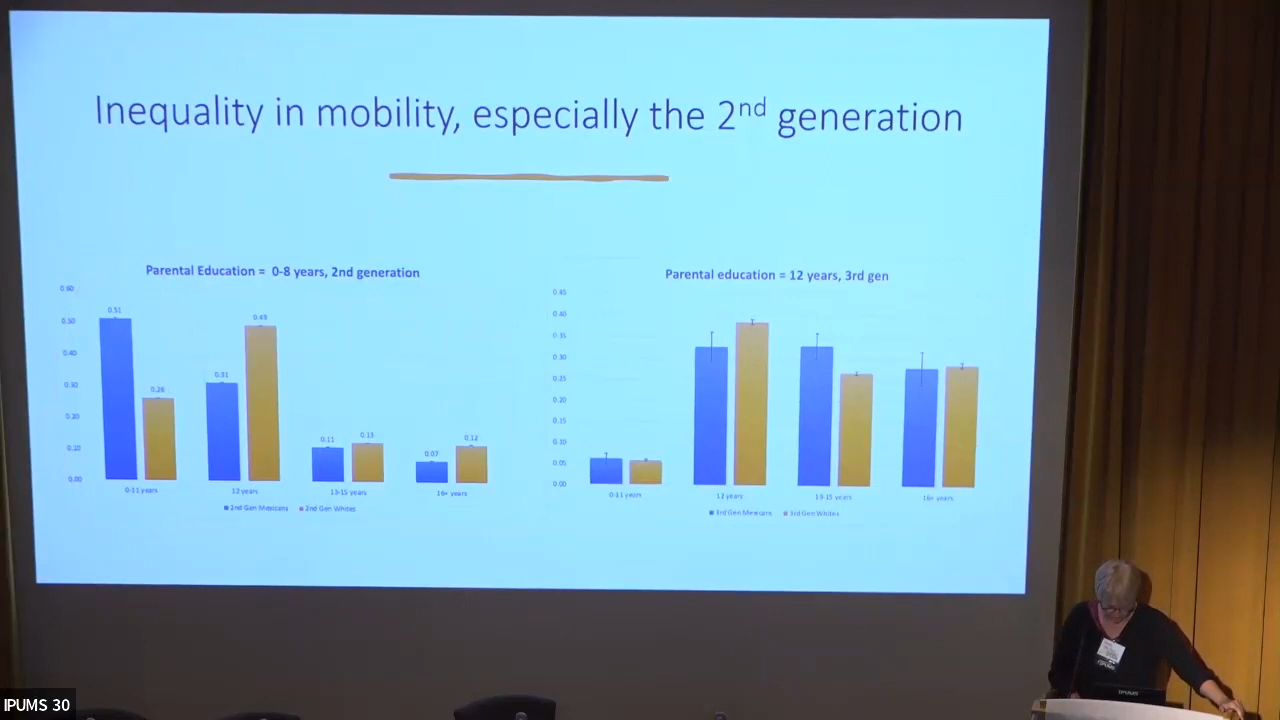 Inequality in mobility, especially the 2nd generation
Parental Education = 0-8 years, 2nd generation
0.60
0.50
0.40
0.30
0.20
0.10
0.00
0.51
0.26
0.31
0.49
0.11
0.13
0.07
0.12
0-11 years
12 years
13-15 years
16+ years
2nd Gen Mexicans
2nd Gen Whites
Parental education = 12 years, 3rd gen
0.45
0.40
0.35
0.30
0.25
0.20
0.15
0.10
0.05
0.00
0-11 years
12 years
13-15 years
16+ years
3rd Gen Mexicans
3rd Gen Whites
IPUMS
IPUMS 30